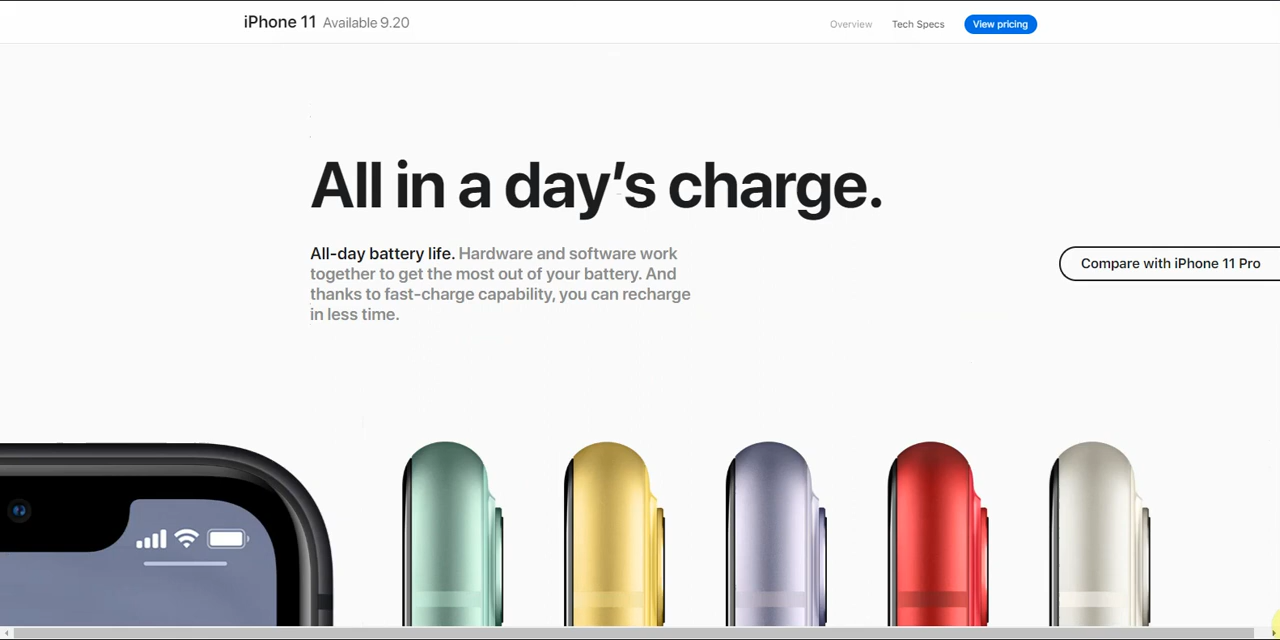 iPhone 11 Available 9.20
Overview Tech Specs View pricing
All in a day’s charge.
All-day battery life. Hardware and software work
together to get the most out of your battery. And
thanks to fast-charge capability, you can recharge
in less time.
Compare with iPhone 11 Pro